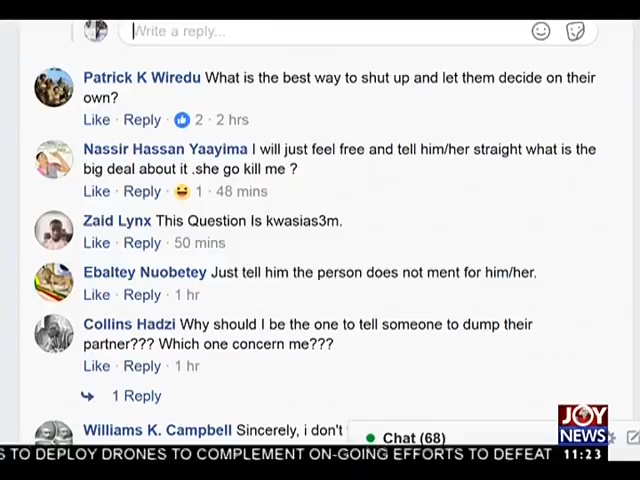 Write a reply...
Patrick K Wiredu What is the best way to shut up and let them decide on their
own?
Like · Reply · 2 · 2 hrs
Nassir Hassan Yaayima I will just feel free and tell him/her straight what is the
big deal about it .she go kill me ?
Like · Reply · 1 · 48 mins
Zaid Lynx This Question Is kwasias3m.
Like · Reply · 50 mins
Ebaltey Nuobetey Just tell him the person does not ment for him/her.
Like · Reply · 1 hr
Collins Hadzi Why should I be the one to tell someone to dump their
partner??? Which one concern me???
Like · Reply · 1 hr
1 Reply
Williams K. Campbell Sincerely, i don't
Chat (68)
JOY
NEWS
S TO DEPLOY DRONES TO COMPLEMENT ON-GOING EFFORTS TO DEFEAT
11:23